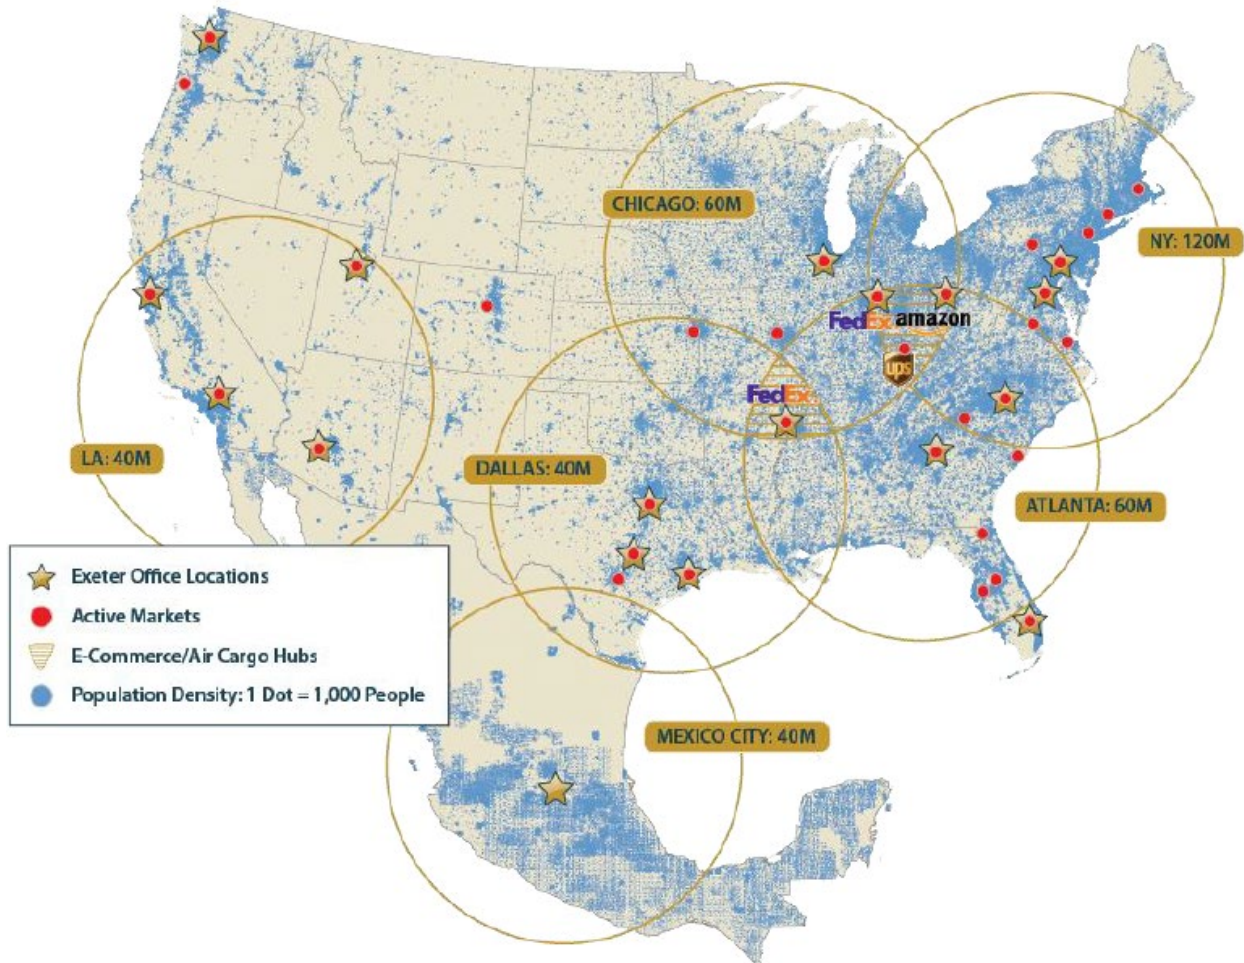 CHICAGO: 60M
NY: 120M
FedEx
amazon
ups
FedEx
LA: 40M
DALLAS: 40M
ATLANTA: 60M
Exeter Office Locations
Active Markets
E-Commerce/Air Cargo Hubs
Population Density: 1 Dot = 1,000 People
MEXICO CITY: 40M